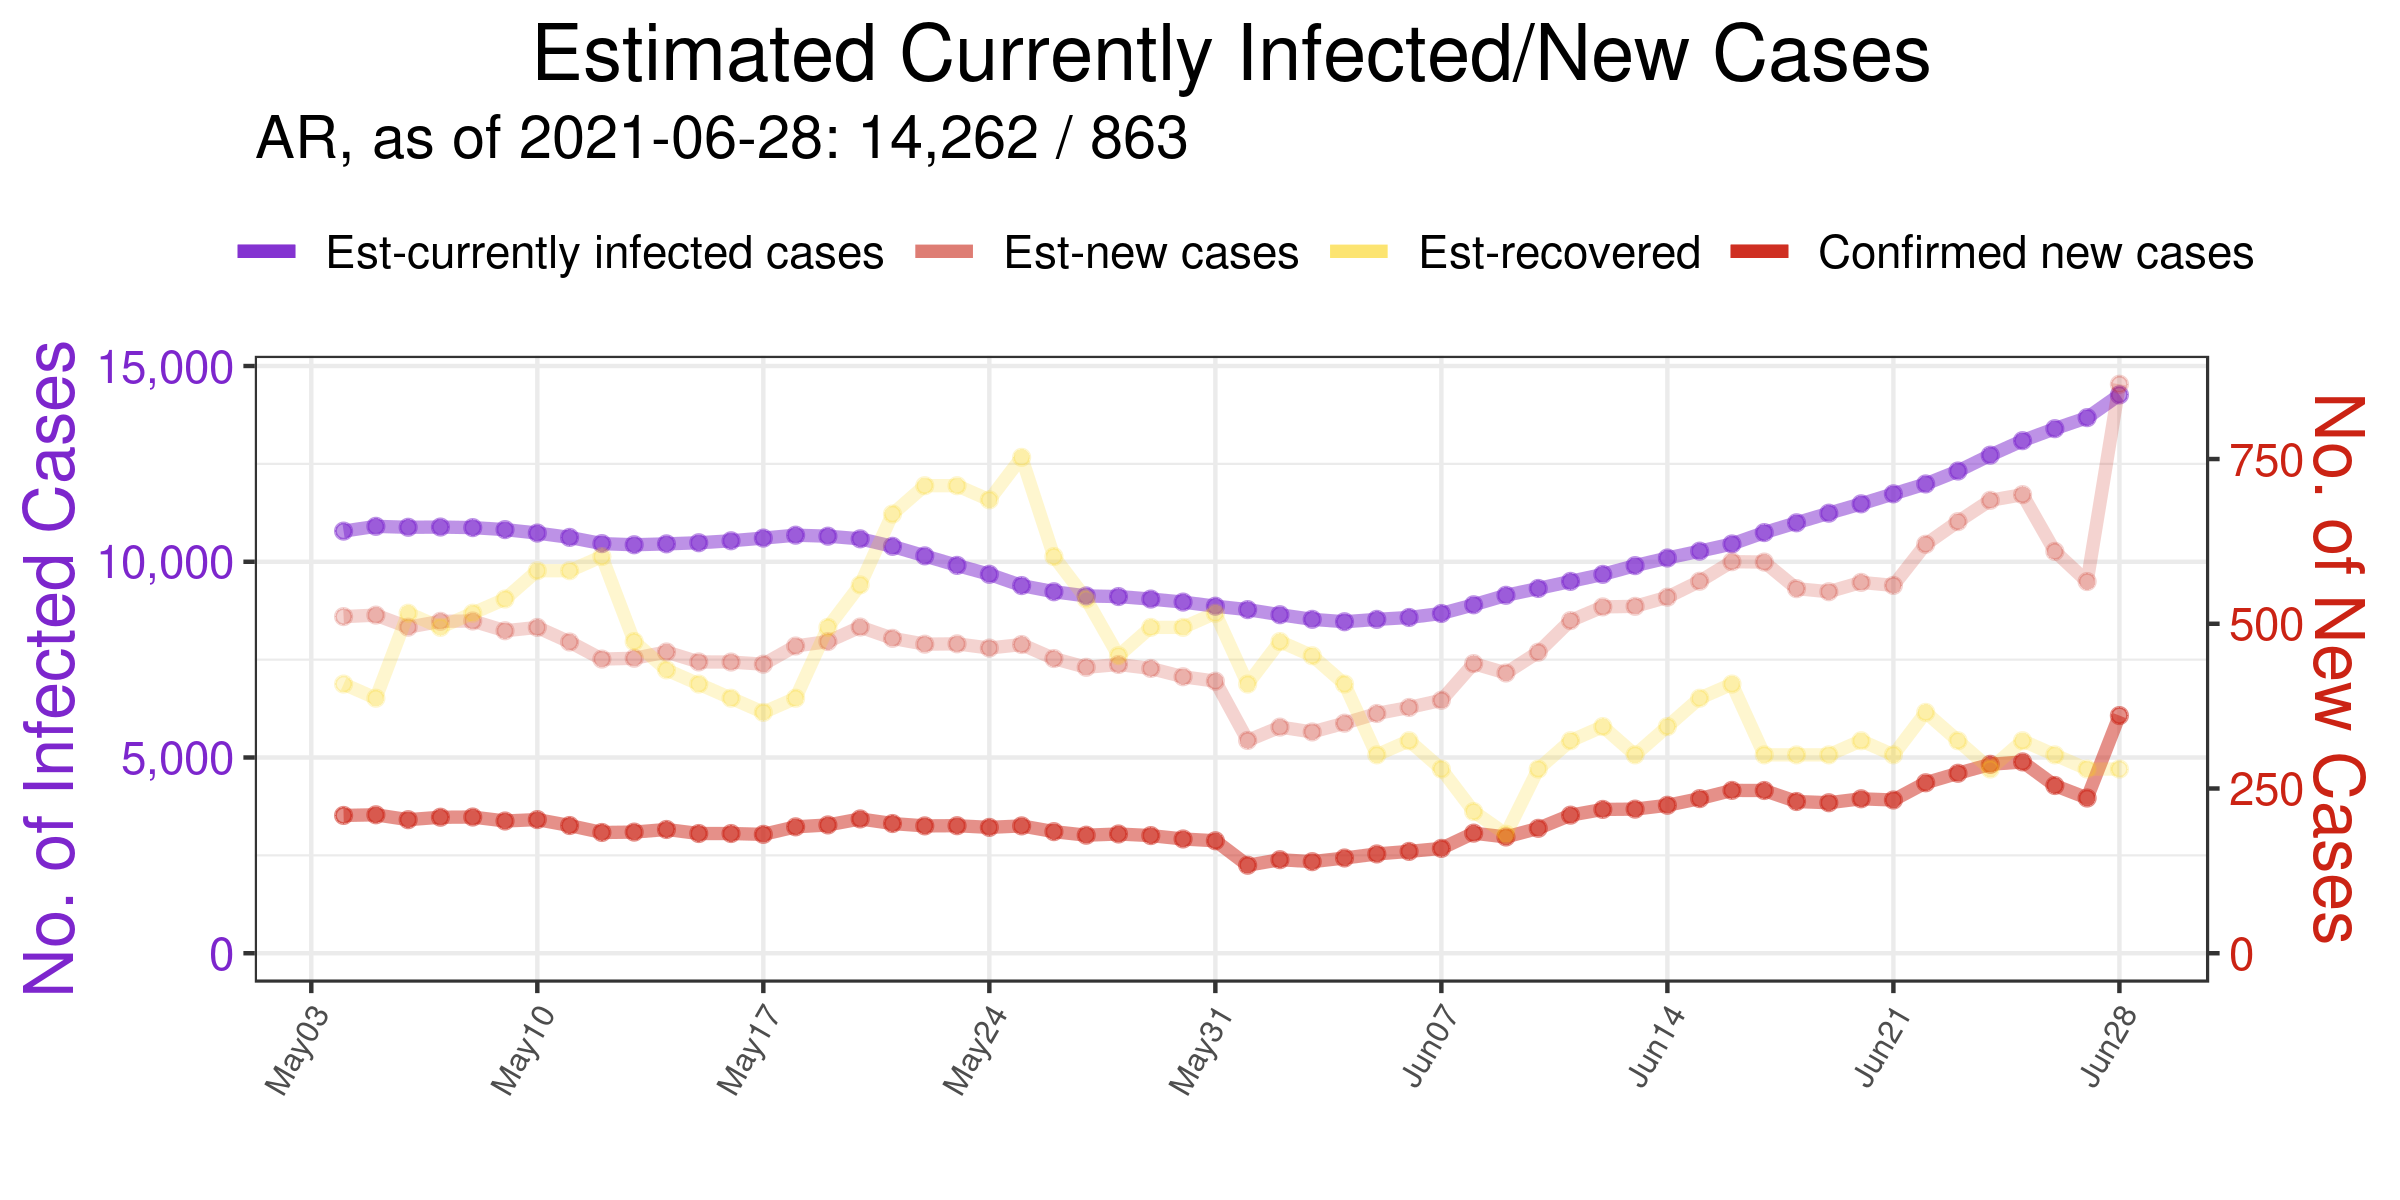 Estimated Currently Infected/New Cases
AR, as of 2021-06-28: 14,262 / 863
Est-currently infected cases Est-new cases Est-recovered Confirmed new cases
No. of Infected Cases
15,000
10,000
5,000
0
750
500
250
0
No. of New Cases
May03 May10 May17 May24 May31 Jun07 Jun14 Jun21 Jun28